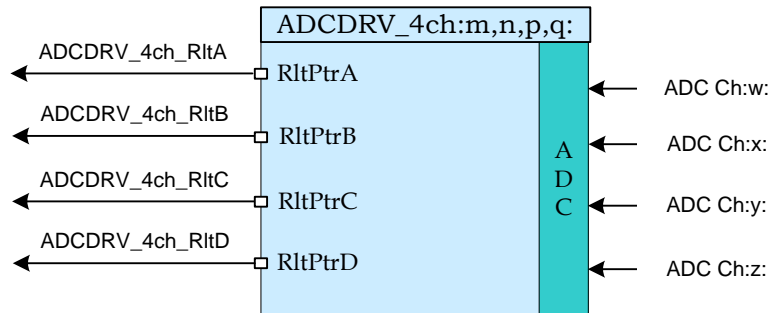 ADCDRV_4ch:m,n,p,q:
ADCDRV_4ch_RltA
RltPtrA
ADC Ch:w:
ADCDRV_4ch_RltB
RltPtrB
ADC Ch:x:
A
D
C
ADCDRV_4ch_RltC
RltPtrC
ADC Ch:y:
ADCDRV_4ch_RltD
RltPtrD
ADC Ch:z: